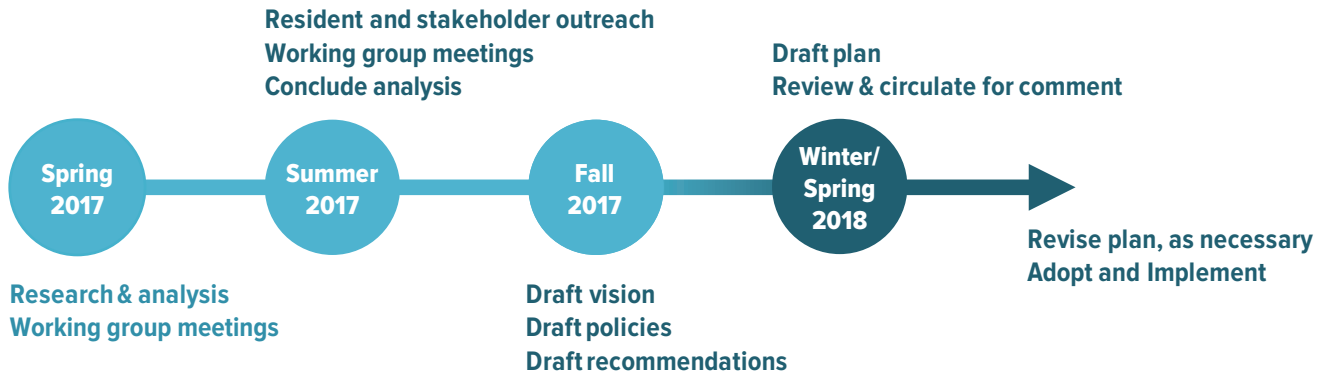 Resident and stakeholder outreach
Working group meetings
Conclude analysis
Draft plan
Review & circulate for comment
Spring
2017
Summer
2017
Fall
2017
Winter/
Spring
2018
Revise plan, as necessary
Adopt and Implement
Research & analysis
Working group meetings
Draft vision
Draft policies
Draft recommendations